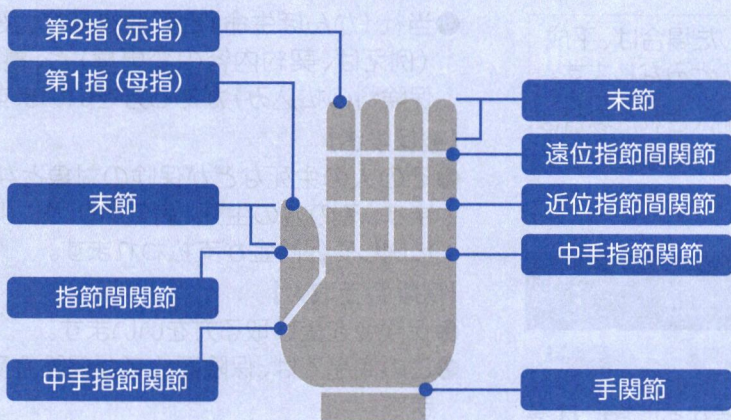 第2指（示指）
第1指（母指）
末節
指節間関節
中手指節関節
末節
遠位指節間関節
近位指節間関節
中手指節関節
手関節